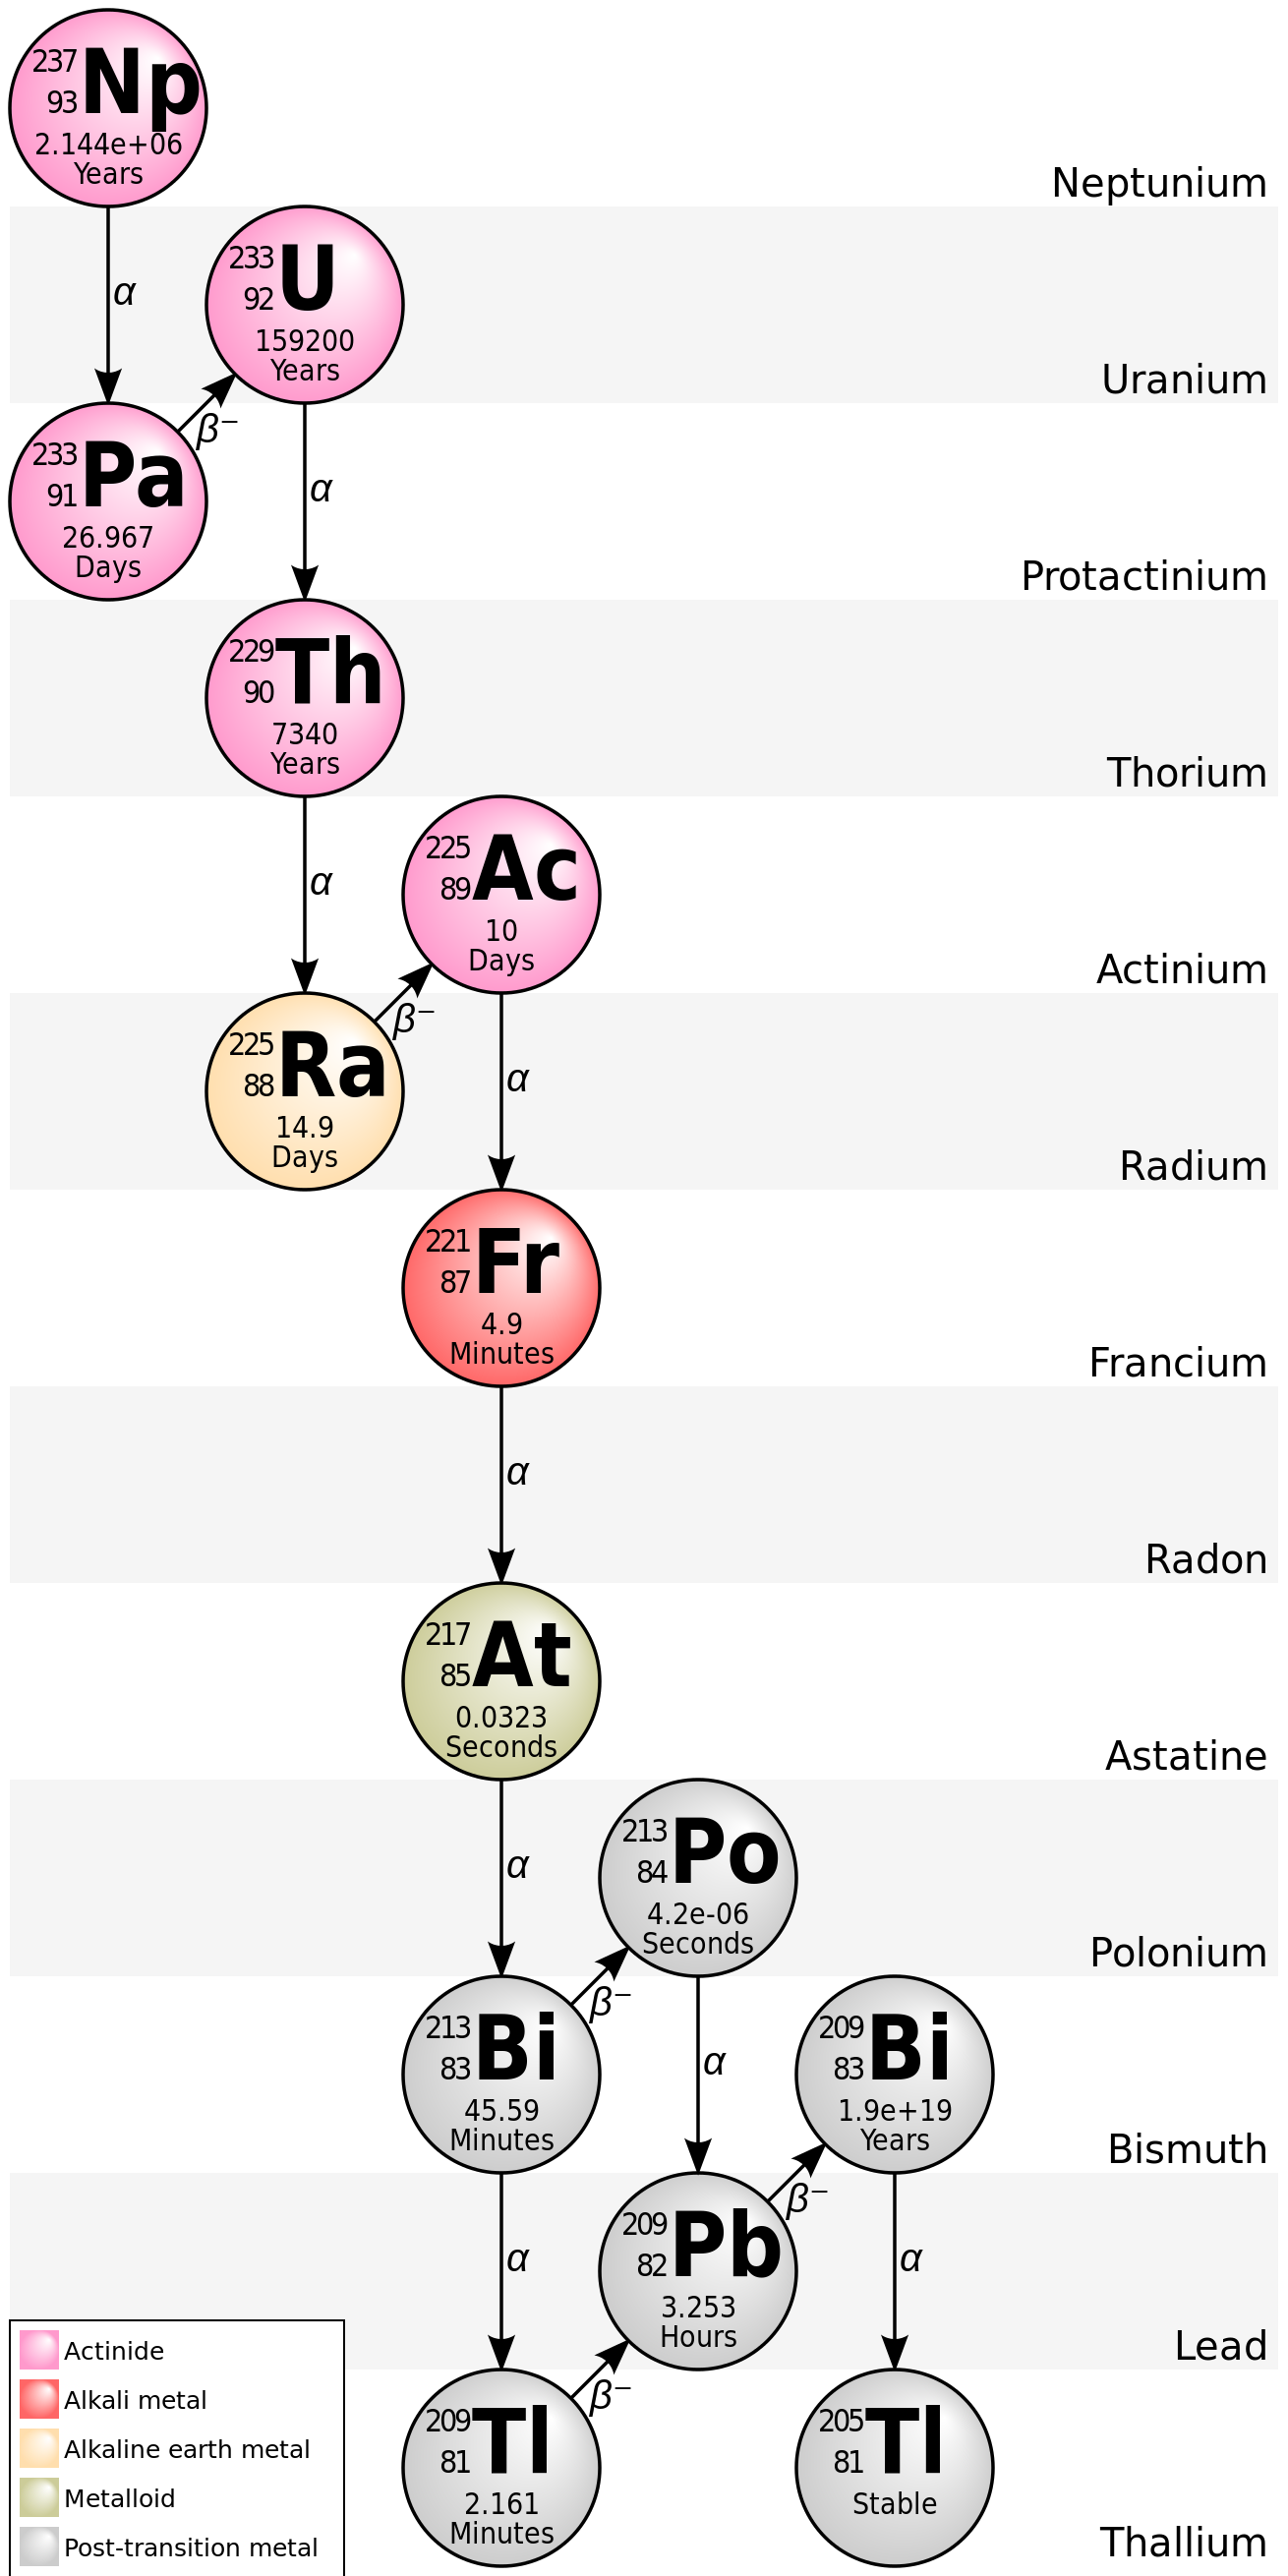 237
93
Np
2.144e+06
Years
Neptunium
α
233
92
U
159200
Years
Uranium
β⁻
233
91
Pa
26.967
Days
α
Protactinium
229
90
Th
7340
Years
Thorium
α
225
89
Ac
10
Days
Actinium
β⁻
225
88
Ra
14.9
Days
α
Radium
221
87
Fr
4.9
Minutes
Francium
α
Radon
217
85
At
0.0323
Seconds
Astatine
α
213
84
Po
4.2e-06
Seconds
Polonium
β⁻
213
83
Bi
45.59
Minutes
α
209
83
Bi
1.9e+19
Years
Bismuth
β⁻
α
209
82
Pb
3.253
Hours
α
Lead
β⁻
209
81
Tl
2.161
Minutes
205
81
Tl
Stable
Thallium
Actinide
Alkali metal
Alkaline earth metal
Metalloid
Post-transition metal